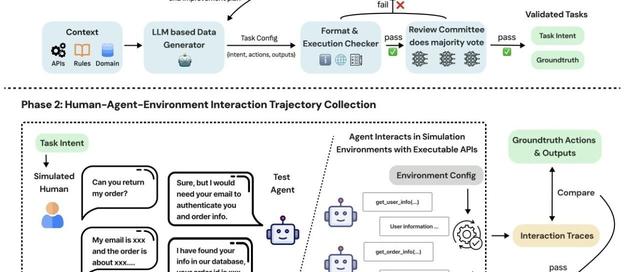 and improvement plan
fail
Validated Tasks
Context
APIs Rules Domain
LLM based Data
Generator
Task Config
(intent, actions, outputs)
Format &
Execution Checker
pass
Review Committee
does majority vote
pass
Task Intent
Groundtruth
Phase 2: Human-Agent-Environment Interaction Trajectory Collection
Task Intent
Simulated
Human
Can you return
my order?
Sure, but I would
need your email to
authenticate you
and order info.
Test
Agent
My email is xxx
and the order is
about xxx.....
I have found your
info in our database,
Agent Interacts in Simulation
Environments with Executable APIs
Environment Config
get_user_info(...)
User information ...
get_order_info(...)
Groundtruth Actions
& Outputs
Compare
Interaction Traces
pass